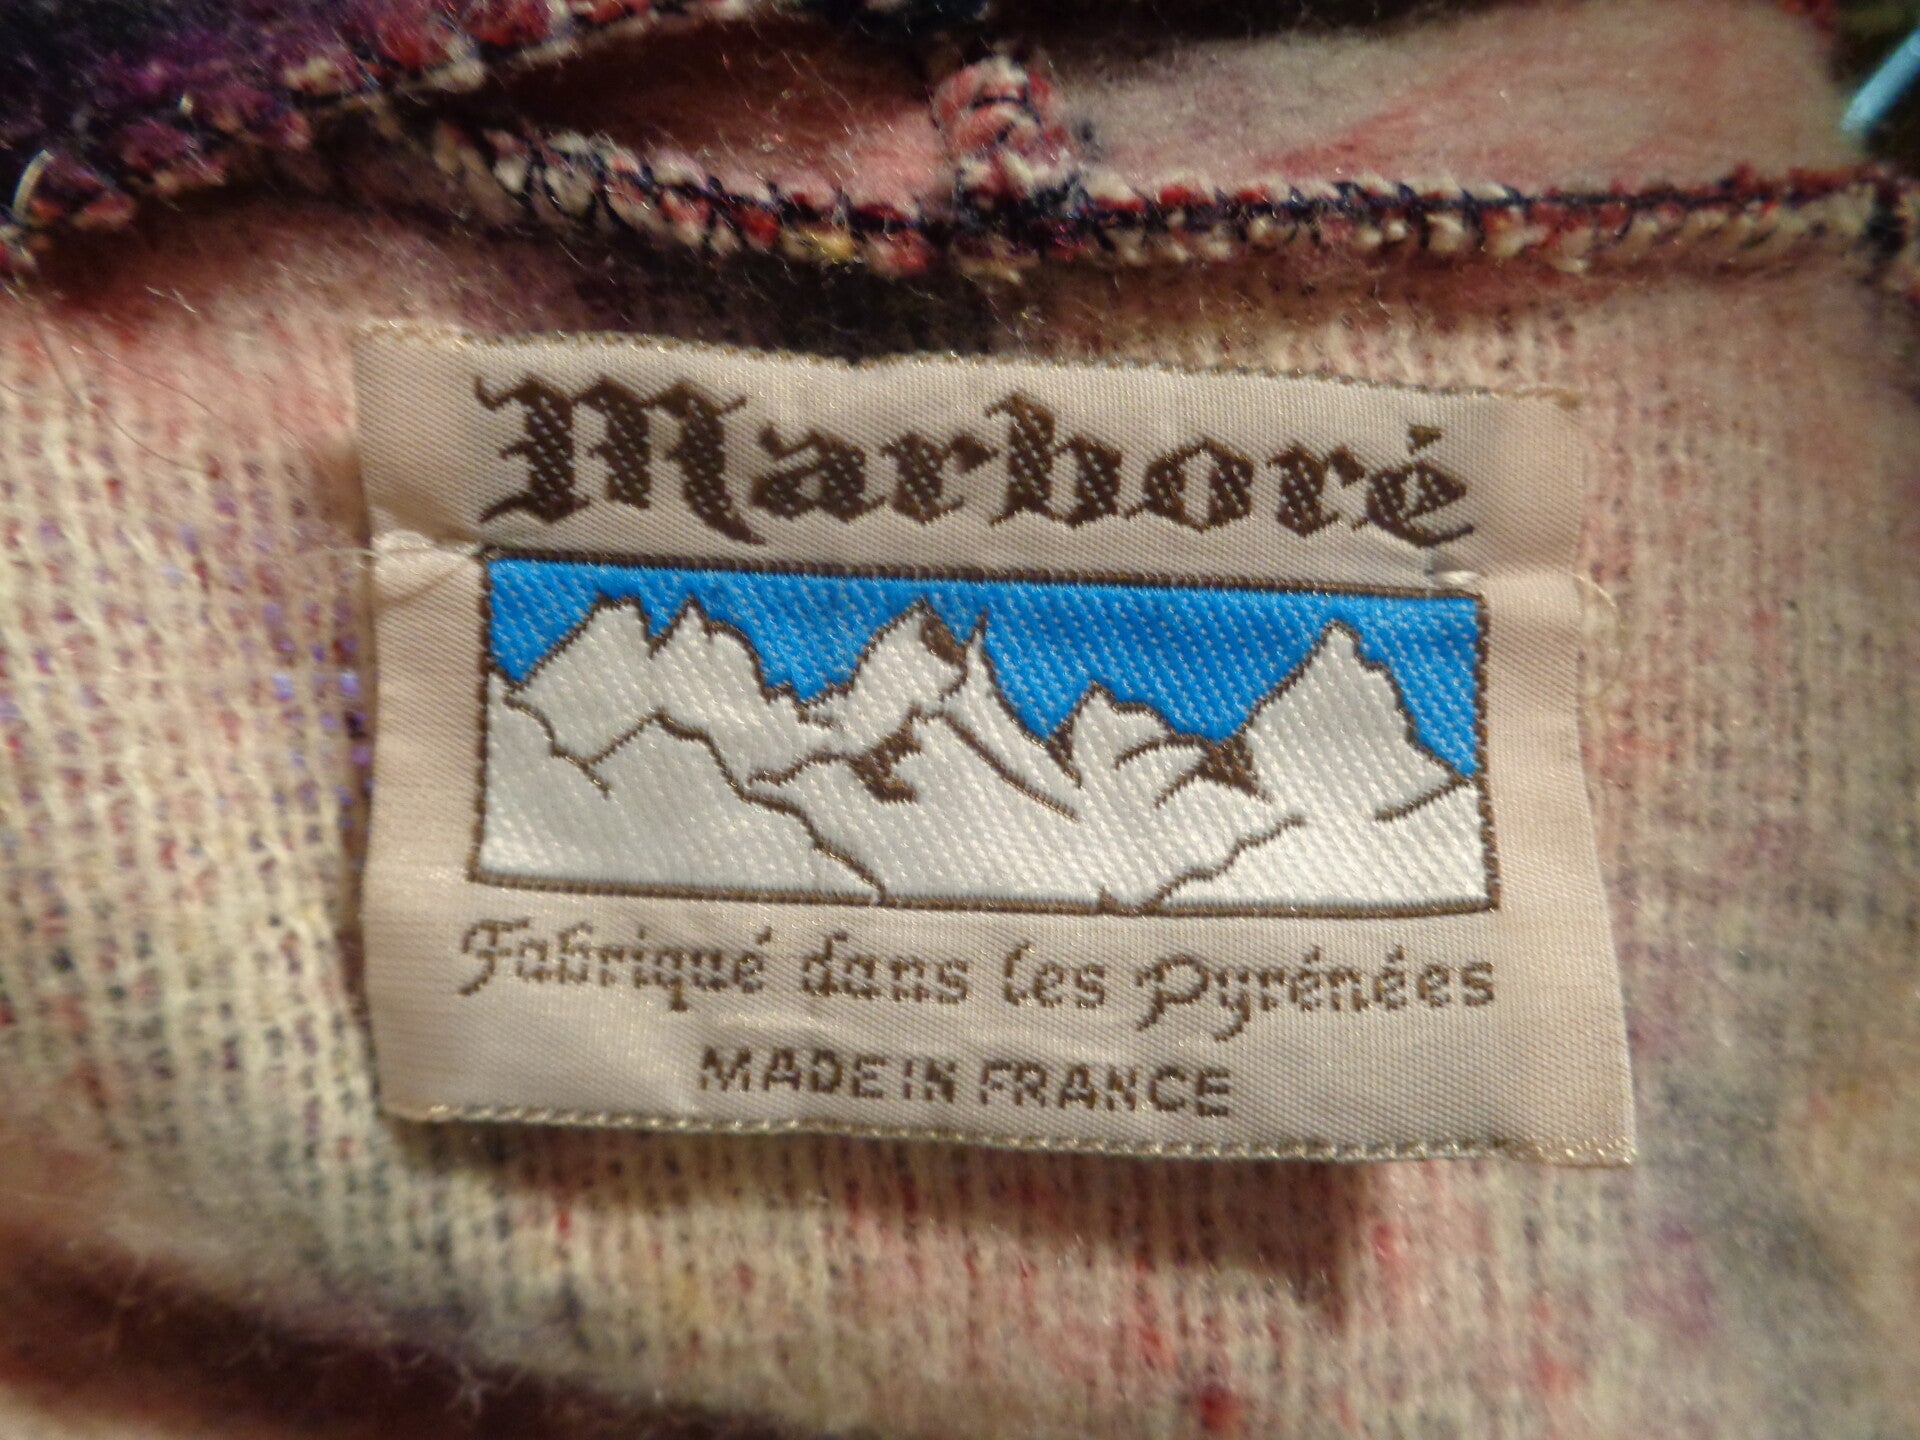 Marboré
Fabriqué dans les Pyrénées
MADE IN FRANCE